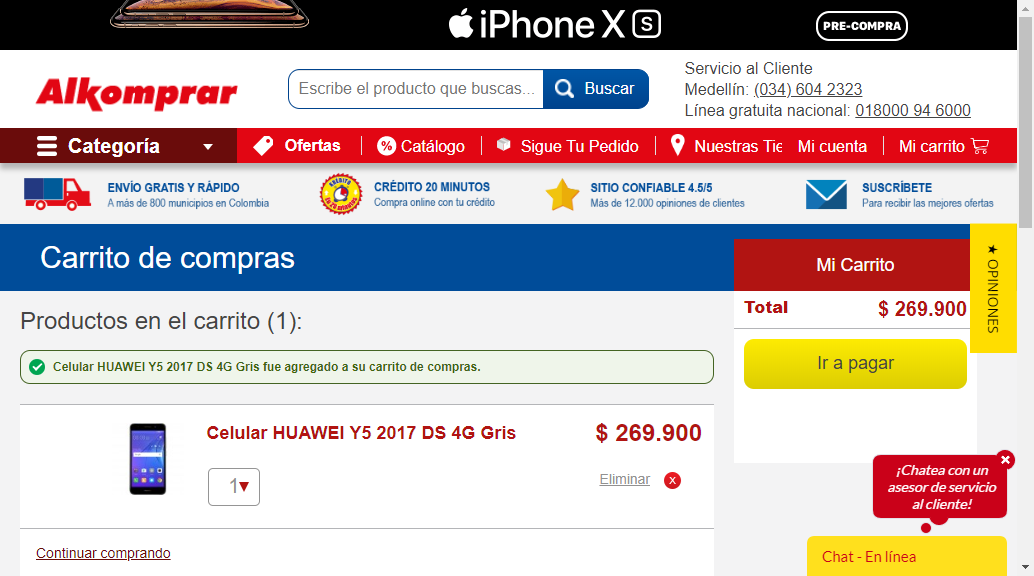 iPhone XS
PRE-COMPRA
Alkomprar
Escribe el producto que buscas...
Buscar
Servicio al Cliente
Medellín: (034) 604 2323
Línea gratuita nacional: 018000 94 6000
Categoría
Ofertas
% Catálogo
Sigue Tu Pedido
Nuestras Tie
Mi cuenta
Mi carrito
ENVÍO GRATIS Y RÁPIDO
A más de 800 municipios en Colombia
CRÉDITO 20 MINUTOS
Compra online con tu crédito
SITIO CONFIABLE 4.5/5
Más de 12.000 opiniones de clientes
SUSCRÍBETE
Para recibir las mejores ofertas
Carrito de compras
Mi Carrito
★ OPINIONES
Total
$ 269.900
Ir a pagar
Productos en el carrito (1):
Celular HUAWEI Y5 2017 DS 4G Gris fue agregado a su carrito de compras.
Celular HUAWEI Y5 2017 DS 4G Gris
$ 269.900
1
Eliminar
x
Continuar comprando
¡Chatea con un
asesor de servicio
al cliente!
Chat - En línea